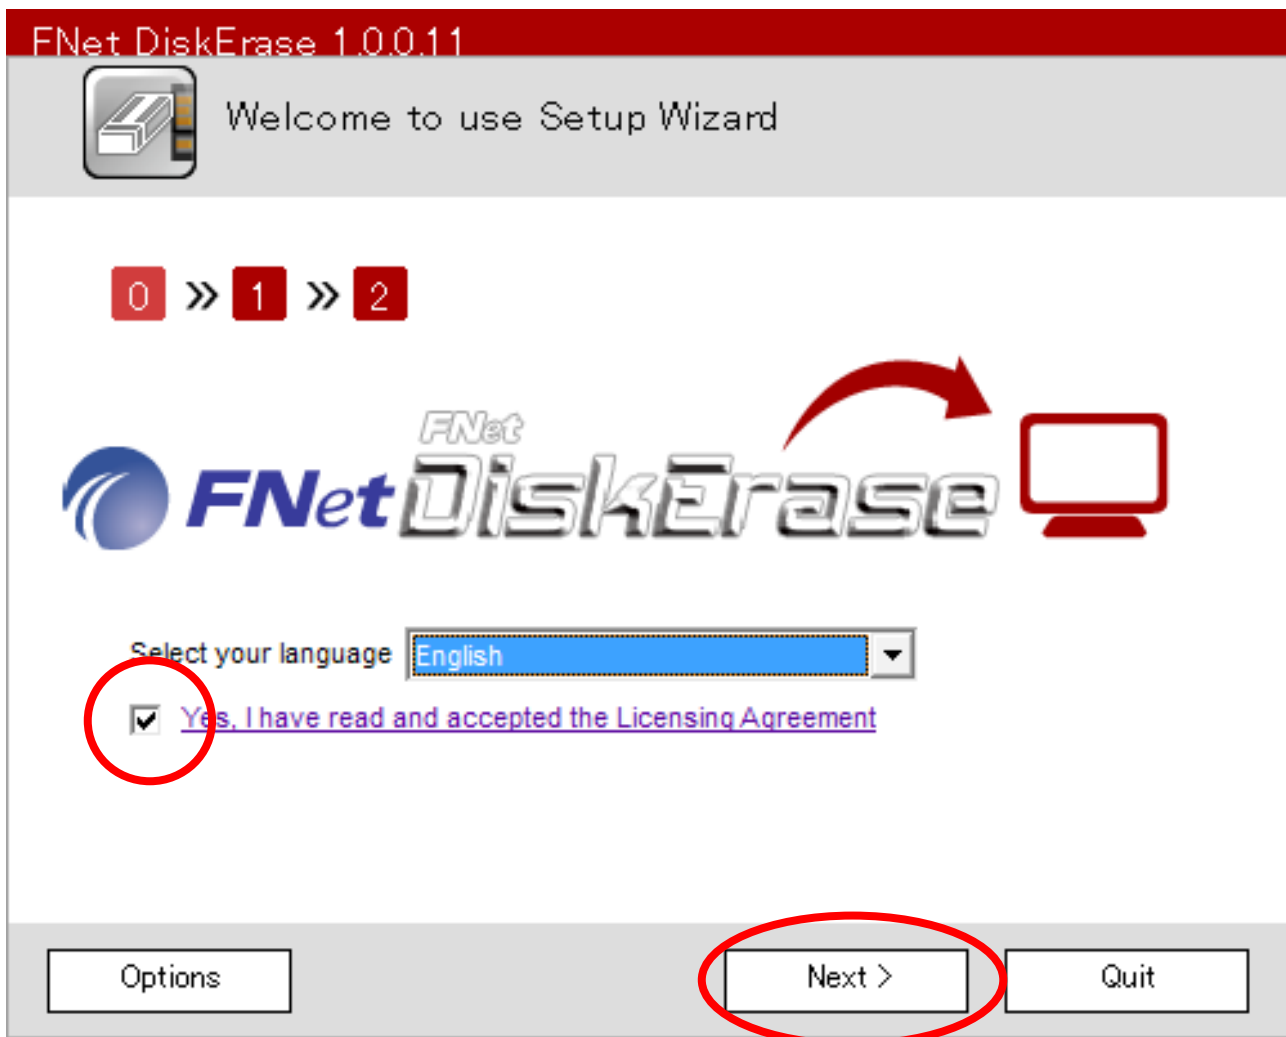 FNet DiskErase 1.0.0.11
Welcome to use Setup Wizard
0 » 1 » 2
FNet
FNet DiskErase
Select your language English
Yes, I have read and accepted the Licensing Agreement
Options Next > Quit